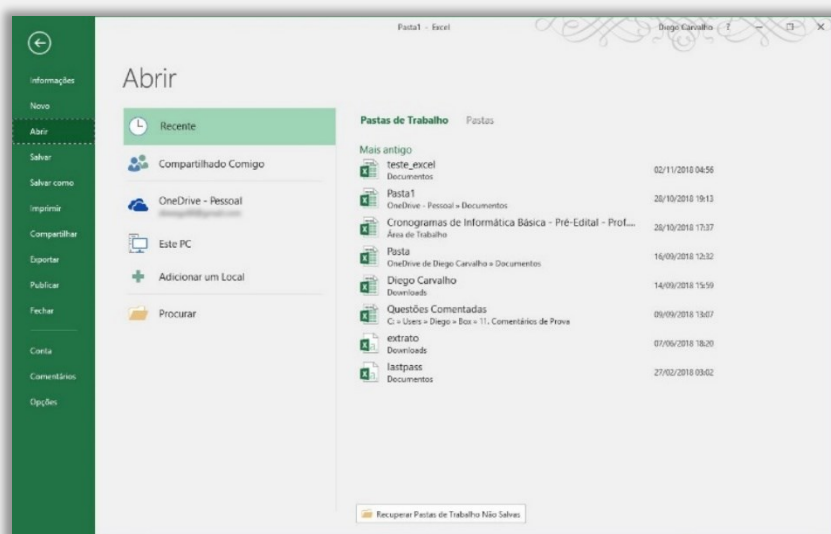 Pasta1 - Excel
Diego Carvalho
?
Informações
Novo
Abrir
Salvar
Salvar como
Imprimir
Compartilhar
Exportar
Publicar
Fechar
Conta
Comentários
Opções
Abrir
Recente
Compartilhado Comigo
OneDrive - Pessoal
Este PC
Adicionar um Local
Procurar
Pastas de Trabalho Pastas
Mais antigo
teste_excel 02/11/2018 04:56
Documentos
Pasta1 28/10/2018 19:13
OneDrive - Pessoal » Documentos
Cronogramas de Informática Básica - Pré-Edital - Prof.... 28/10/2018 17:37
Área de Trabalho
Pasta 16/09/2018 12:32
OneDrive de Diego Carvalho » Documentos
Diego Carvalho 14/09/2018 15:59
Downloads
Questões Comentadas 09/09/2018 13:07
C: » Users » Diego » Box » 11. Comentários de Prova
extrato 07/06/2018 18:20
Downloads
lastpass 27/02/2018 03:02
Documentos
Recuperar Pastas de Trabalho Não Salvas